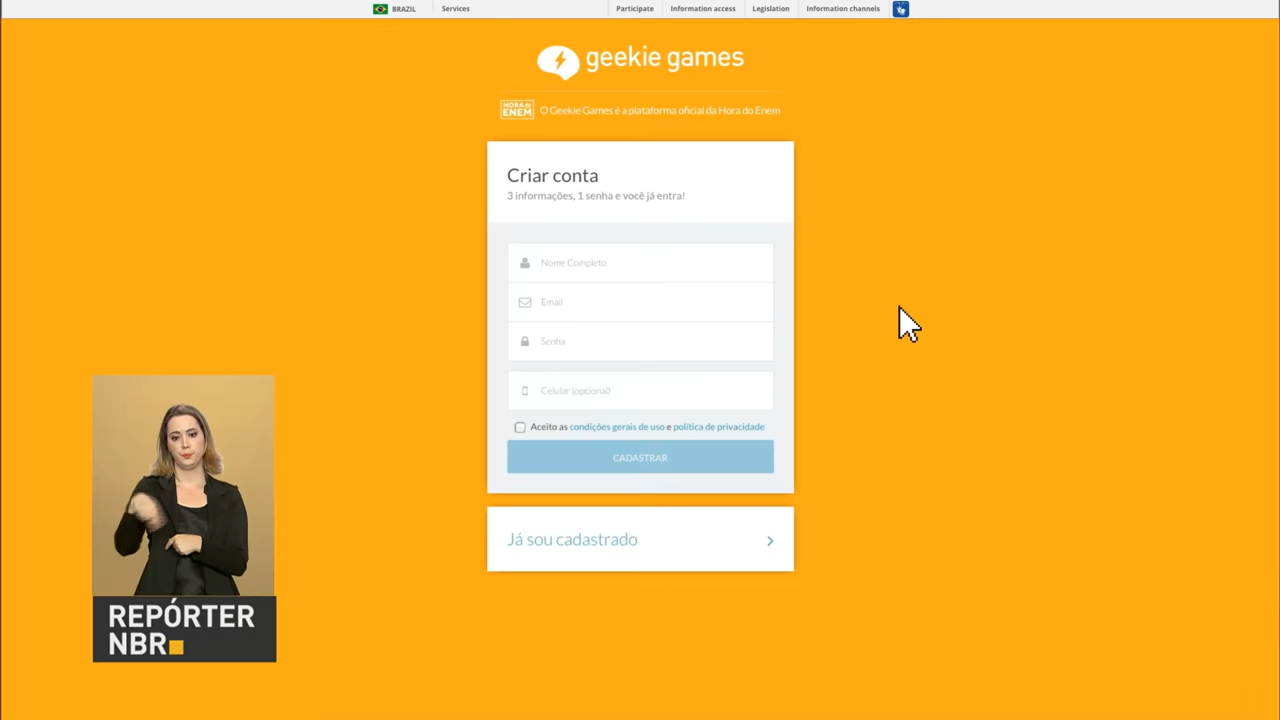 BRAZIL Services Participate Information access Legislation Information channels
geekie games
HORA do
ENEM
O Geekie Games é a plataforma oficial da Hora do Enem
Criar conta
3 informações, 1 senha e você já entra!
Nome Completo
Email
Senha
Celular (opcional)
Aceito as condições gerais de uso e política de privacidade
CADASTRAR
Já sou cadastrado
REPÓRTER
NBR